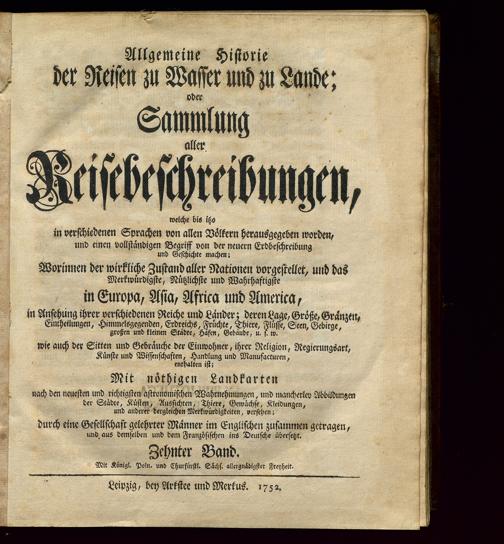 Allgemeine Historie
der Reisen zu Wasser und zu Lande;
oder
Sammlung
aller
Reisebeschreibungen,
welche bis itzo
in verschiedenen Sprachen von allen Völkern herausgegeben worden,
und einen vollständigen Begriff von der neuern Erdbeschreibung
und Geschichte machen;
Worinnen der wirkliche Zustand aller Nationen vorgestellet, und das
Merkwürdigste, Nützlichste und Wahrhaftigste
in Europa, Asia, Africa und America,
in Ansehung ihrer verschiedenen Reiche und Länder; deren Lage, Größe, Gränzen,
Eintheilungen, Himmelsgegenden, Erdreichs, Früchte, Thiere, Flüsse, Seen, Gebirge,
großen und kleinen Städte, Häfen, Gebäude, u. s. w.
wie auch der Sitten und Gebräuche der Einwohner, ihrer Religion, Regierungsart,
Künste und Wissenschaften, Handlung und Manufacturen,
enthalten ist;
Mit nöthigen Landkarten
nach den neuesten und richtigsten astronomischen Wahrnehmungen, und mancherley Abbildungen
der Städte, Küsten, Aussichten, Thiere, Gewächse, Kleidungen,
und anderer dergleichen Merkwürdigkeiten, versehen;
durch eine Gesellschaft gelehrter Männer im Englischen zusammen getragen,
und aus demselben und dem Französischen ins Deutsche übersetzt.
Zehnter Band.
Mit Königl. Poln. und Churfürstl. Sächs. allergnädigster Freyheit.
Leipzig, bey Arkstee und Merkus. 1752.